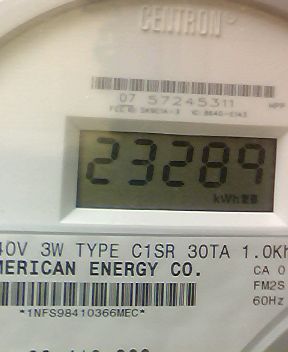 CENTRON
07 57245311
23289
kWh
40V 3W TYPE C1SR 30TA 1.0Kh
MERICAN ENERGY CO.
CA 0
FM2S
60Hz
*1NFS98410366MEC*